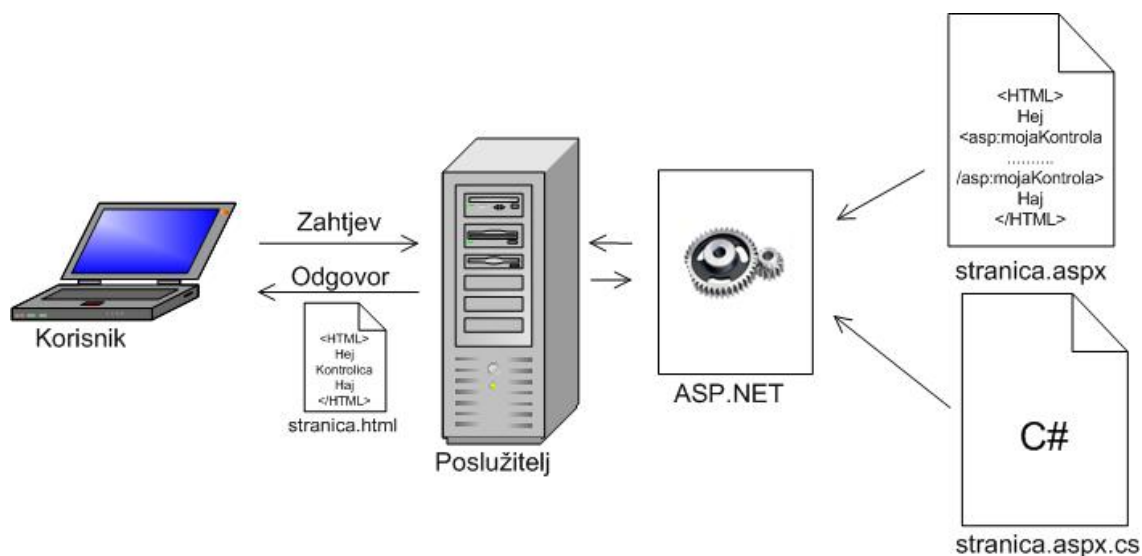 Korisnik
Zahtjev
Odgovor
<HTML>
Hej
Kontrolica
Haj
</HTML>
stranica.html
Poslužitelj
ASP.NET
<HTML>
Hej
<asp:mojaKontrola
..........
/asp:mojaKontrola>
Haj
</HTML>
stranica.aspx
C#
stranica.aspx.cs